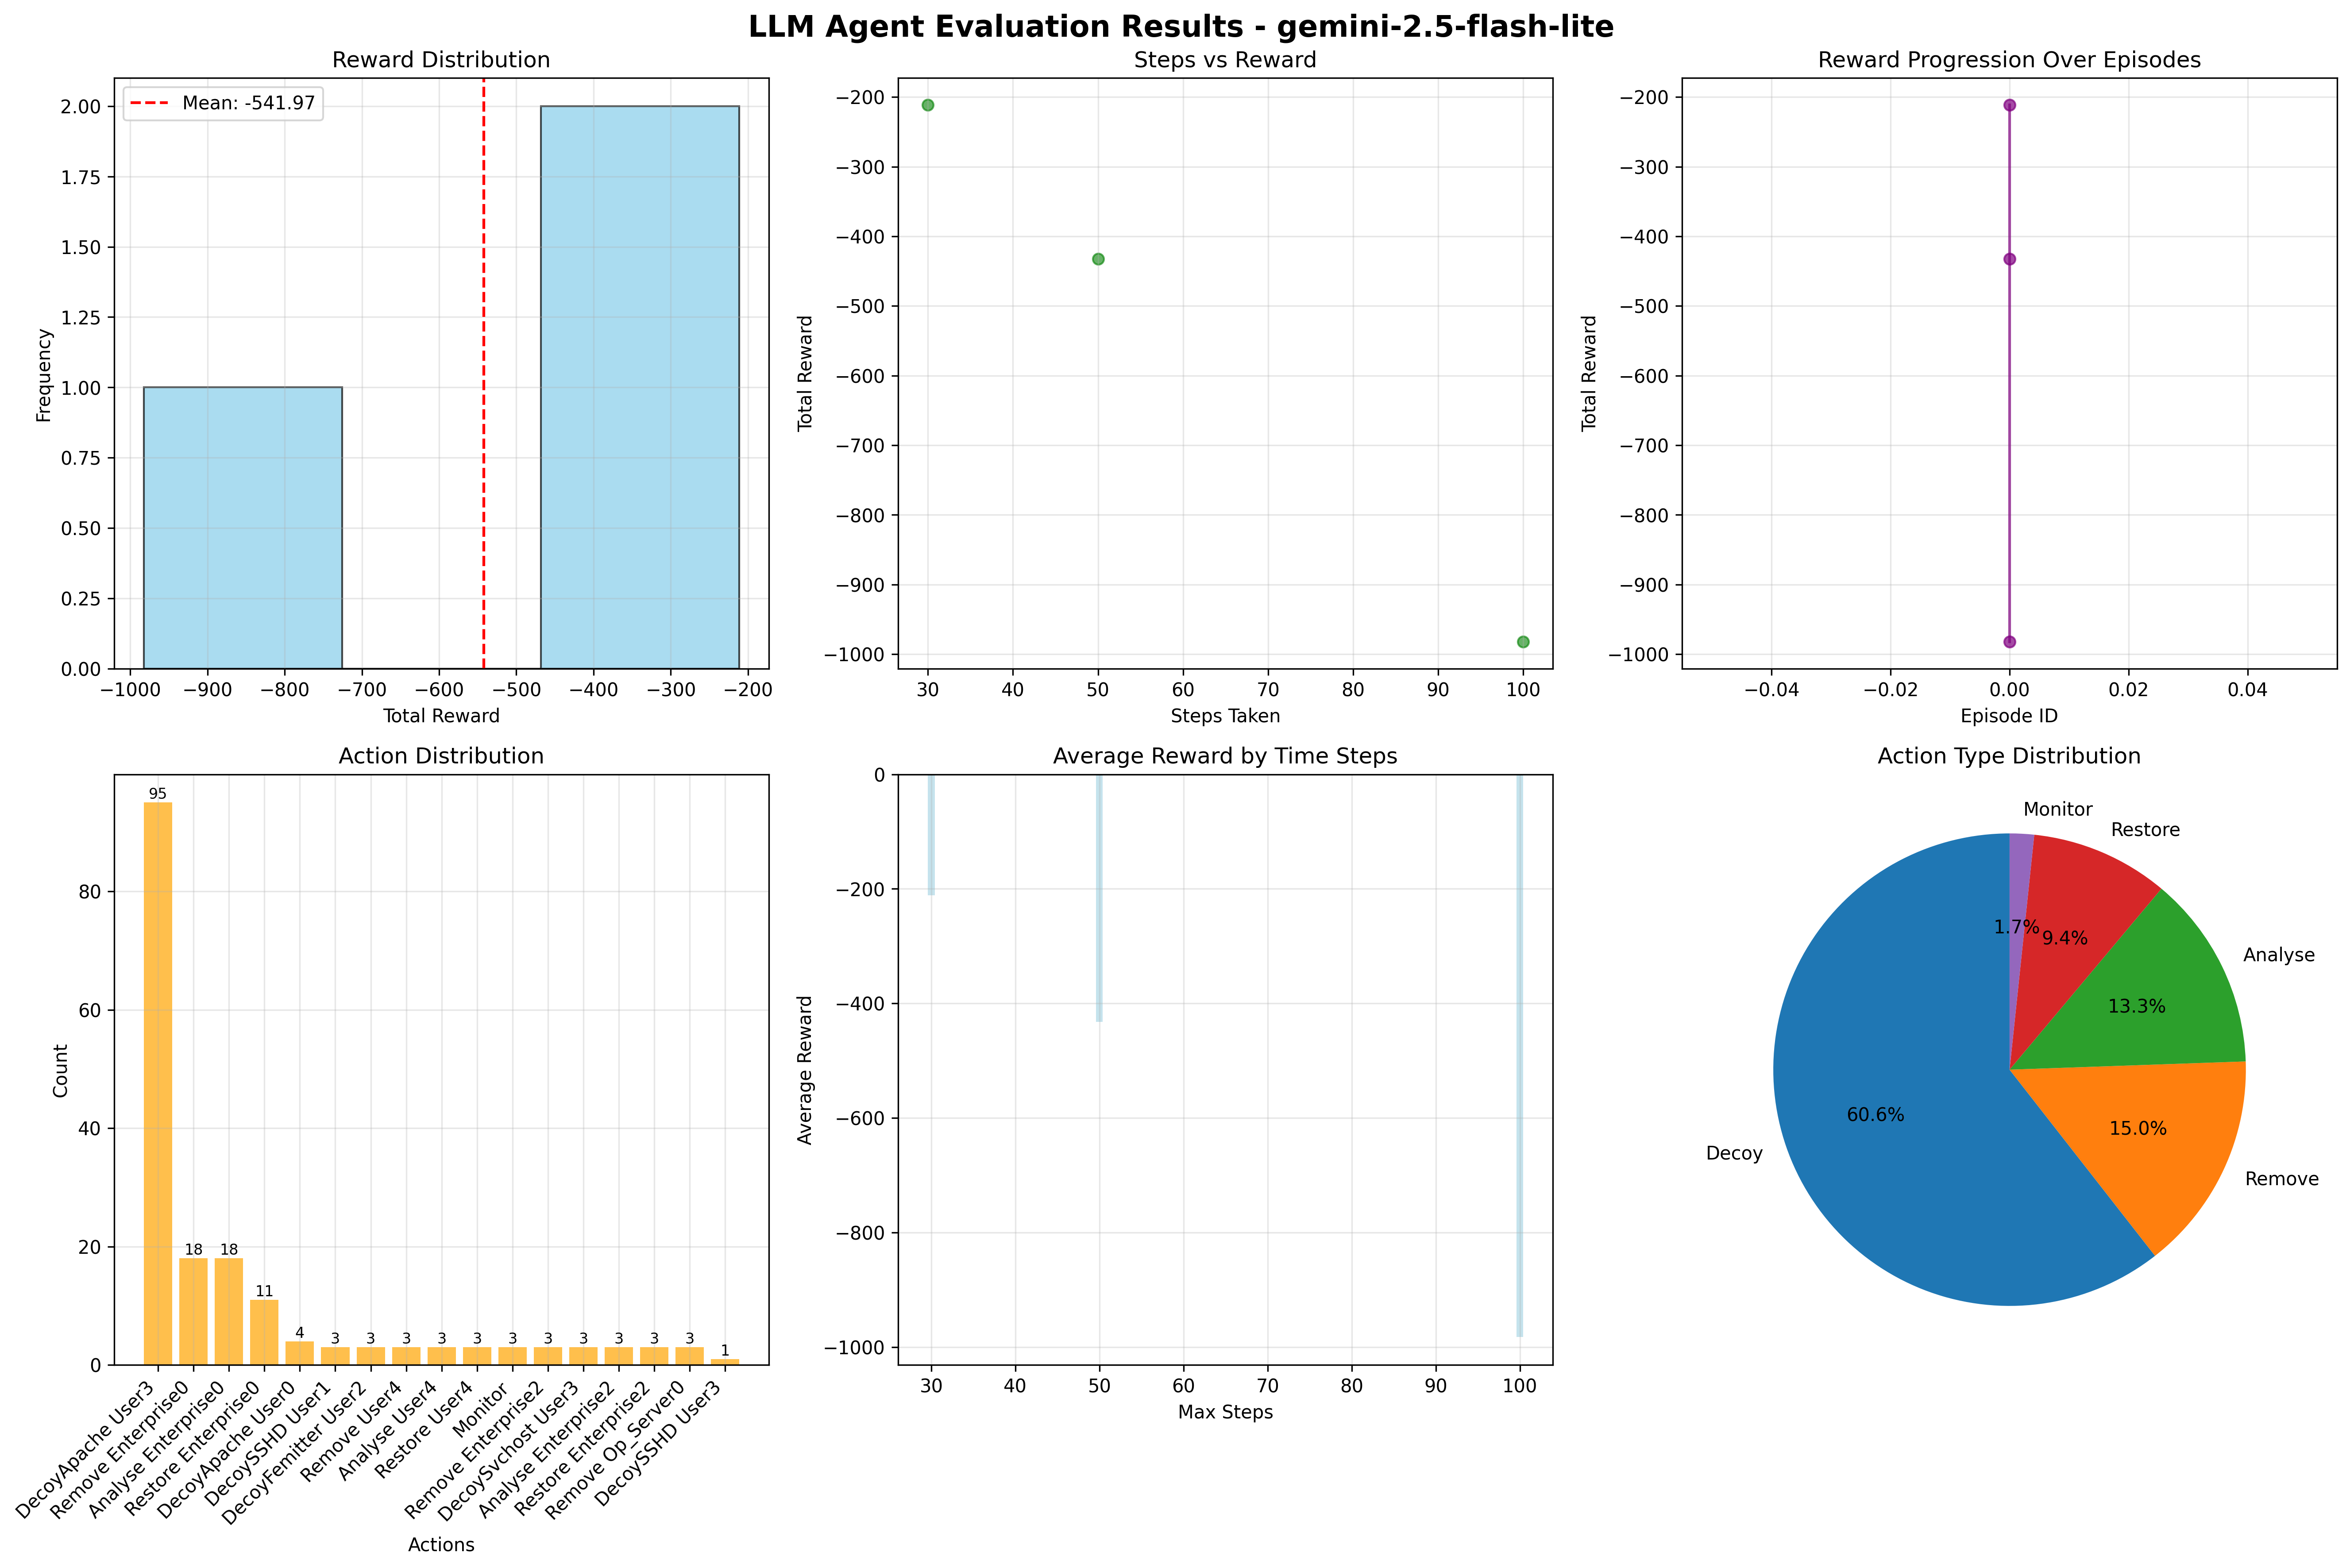 LLM Agent Evaluation Results - gemini-2.5-flash-lite
Reward Distribution
Mean: -541.97
2.00
1.75
1.50
1.25
1.00
0.75
0.50
0.25
0.00
Frequency
−1000
−900
−800
−700
−600
−500
−400
−300
−200
Total Reward
Steps vs Reward
−200
−300
−400
−500
−600
−700
−800
−900
−1000
Total Reward
30
40
50
60
70
80
90
100
Steps Taken
Reward Progression Over Episodes
−200
−300
−400
−500
−600
−700
−800
−900
−1000
Total Reward
−0.04
−0.02
0.00
0.02
0.04
Episode ID
Action Distribution
80
60
40
20
0
Count
95
18
18
11
4
3
3
3
3
3
3
3
3
3
3
3
1
DecoyApache User3
Remove Enterprise0
Analyse Enterprise0
Restore Enterprise0
DecoyApache User0
DecoySSHD User1
DecoyFemitter User2
Remove User4
Analyse User4
Restore User4
Monitor
Remove Enterprise2
DecoySvchost User3
Analyse Enterprise2
Restore Enterprise2
Remove Op_Server0
DecoySSHD User3
Actions
Average Reward by Time Steps
0
−200
−400
−600
−800
−1000
Average Reward
30
40
50
60
70
80
90
100
Max Steps
Action Type Distribution
Monitor
Restore
Analyse
Remove
Decoy
1.7%
9.4%
13.3%
15.0%
60.6%